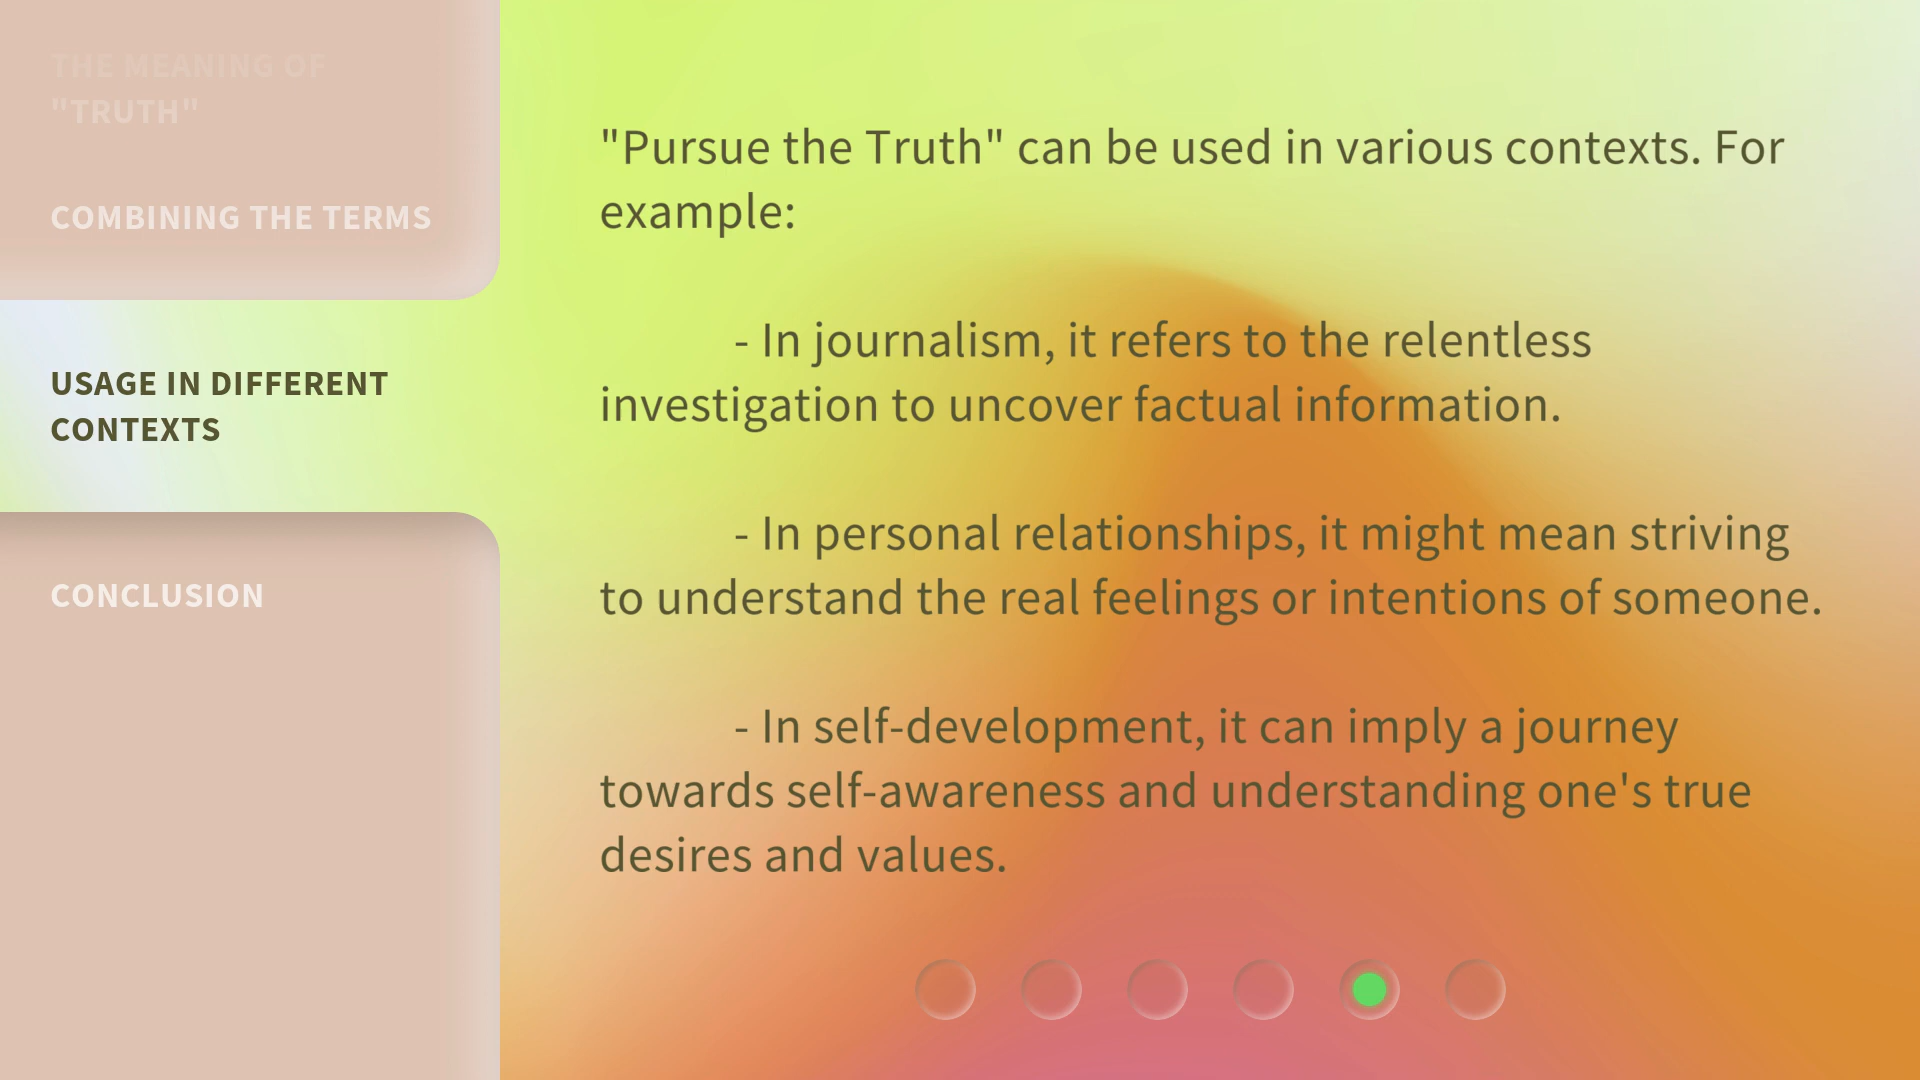 THE MEANING OF
"TRUTH"
COMBINING THE TERMS
USAGE IN DIFFERENT
CONTEXTS
CONCLUSION
"Pursue the Truth" can be used in various contexts. For
example:
- In journalism, it refers to the relentless
investigation to uncover factual information.
- In personal relationships, it might mean striving
to understand the real feelings or intentions of someone.
- In self-development, it can imply a journey
towards self-awareness and understanding one's true
desires and values.